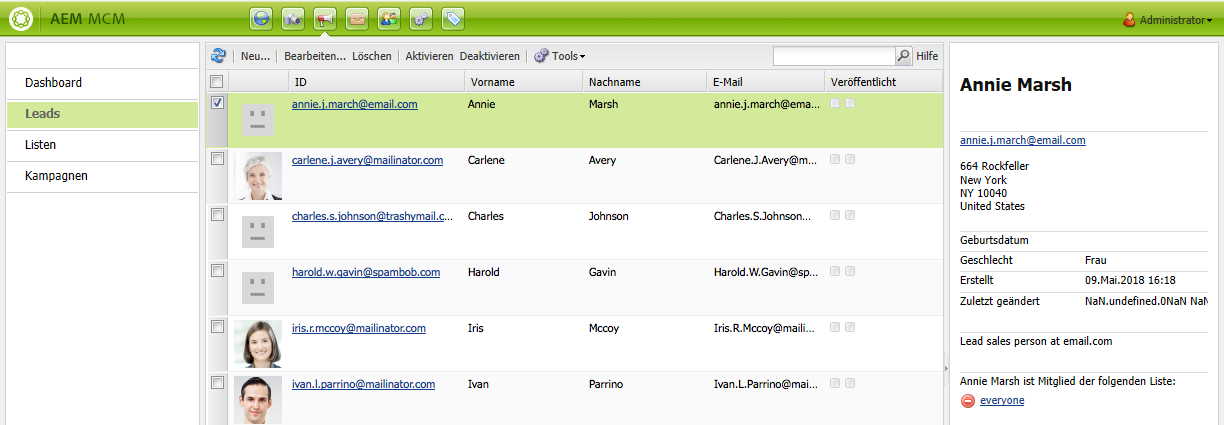 AEM MCM
Administrator
Dashboard
Leads
Listen
Kampagnen
Neu... Bearbeiten... Löschen Aktivieren Deaktivieren Tools Hilfe
ID Vorname Nachname E-Mail Veröffentlicht
annie.j.march@email.com Annie Marsh annie.j.march@ema...
carlene.j.avery@mailinator.com Carlene Avery Carlene.J.Avery@m...
charles.s.johnson@trashymail.c... Charles Johnson Charles.S.Johnson...
harold.w.gavin@spambob.com Harold Gavin Harold.W.Gavin@sp...
iris.r.mccoy@mailinator.com Iris Mccoy Iris.R.Mccoy@maili...
ivan.l.parrino@mailinator.com Ivan Parrino Ivan.L.Parrino@mai...
Annie Marsh
annie.j.march@email.com
664 Rockfeller
New York
NY 10040
United States
Geburtsdatum
Geschlecht Frau
Erstellt 09.Mai.2018 16:18
Zuletzt geändert NaN.undefined.0NaN NaN
Lead sales person at email.com
Annie Marsh ist Mitglied der folgenden Liste:
everyone